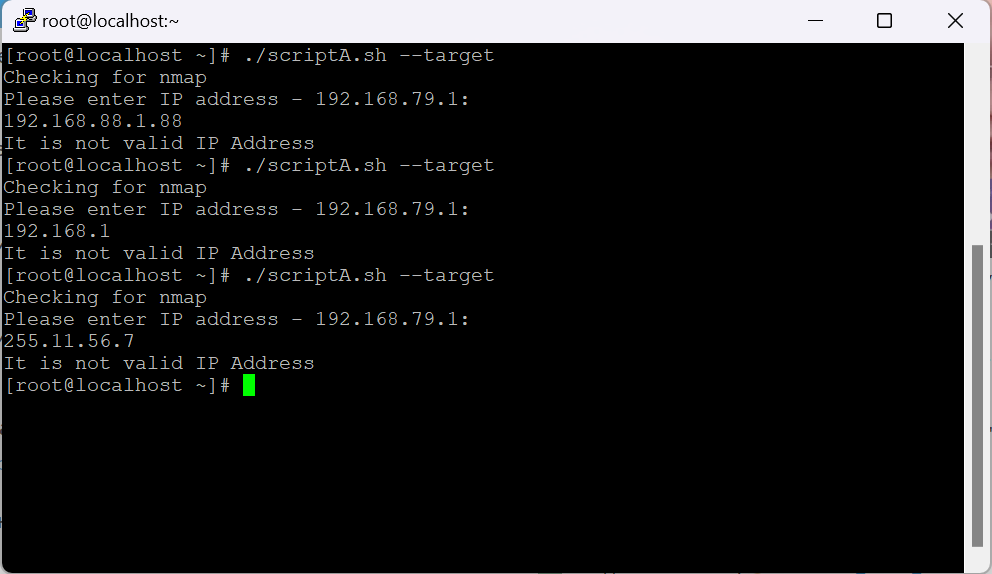 root@localhost:~
[root@localhost ~]# ./scriptA.sh --target
Checking for nmap
Please enter IP address - 192.168.79.1:
192.168.88.1.88
It is not valid IP Address
[root@localhost ~]# ./scriptA.sh --target
Checking for nmap
Please enter IP address - 192.168.79.1:
192.168.1
It is not valid IP Address
[root@localhost ~]# ./scriptA.sh --target
Checking for nmap
Please enter IP address - 192.168.79.1:
255.11.56.7
It is not valid IP Address
[root@localhost ~]#